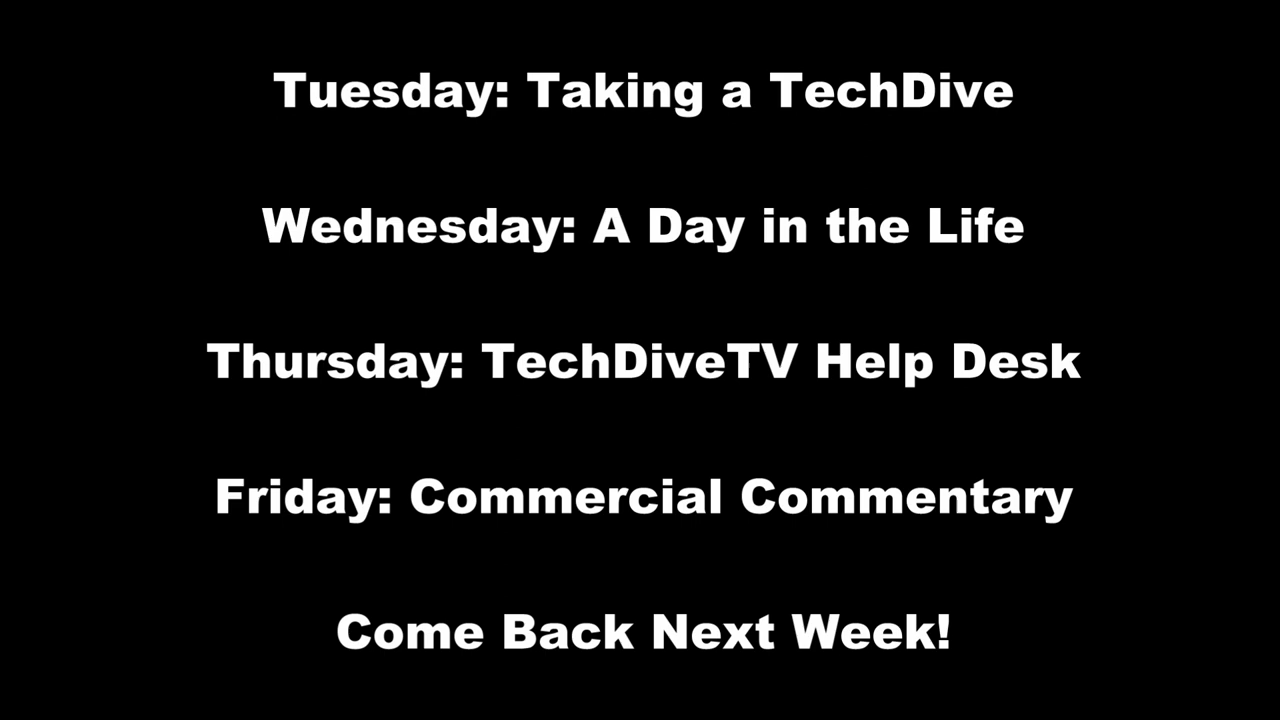 Tuesday: Taking a TechDive
Wednesday: A Day in the Life
Thursday: TechDiveTV Help Desk
Friday: Commercial Commentary
Come Back Next Week!